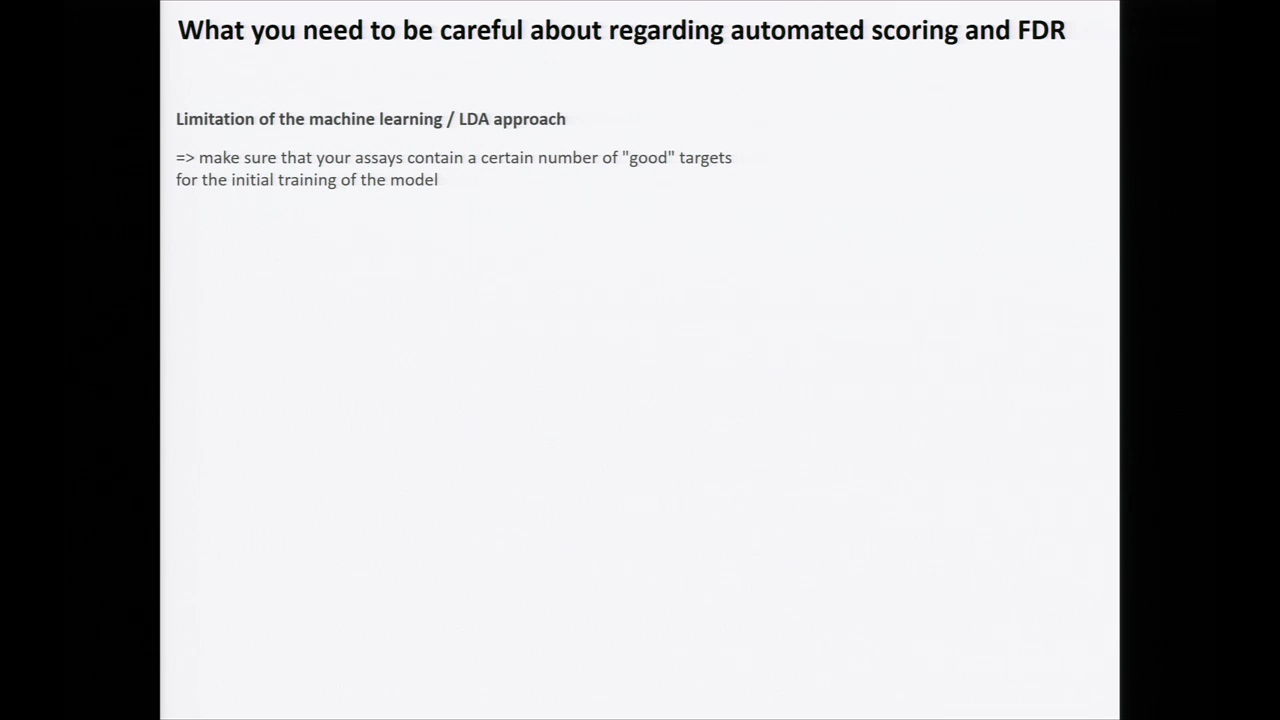 What you need to be careful about regarding automated scoring and FDR
Limitation of the machine learning / LDA approach
=> make sure that your assays contain a certain number of "good" targets
for the initial training of the model